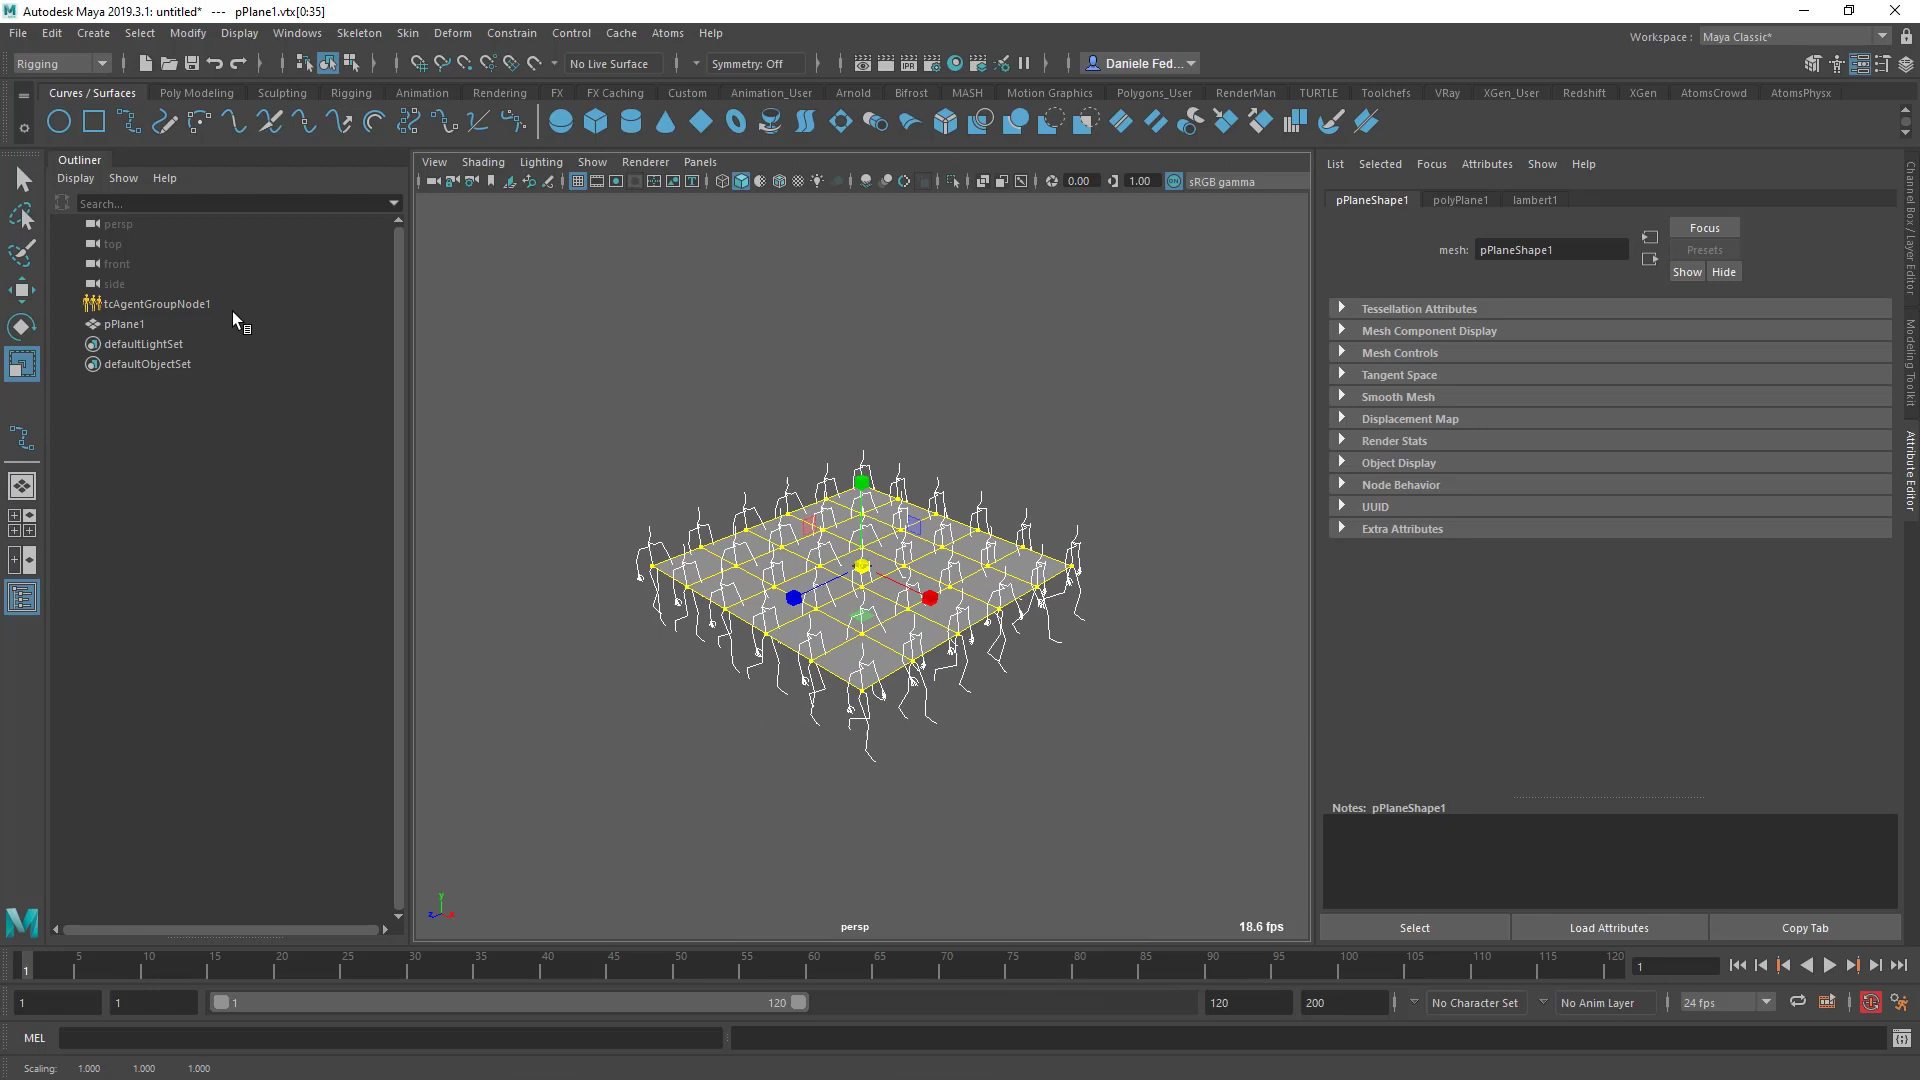 Autodesk Maya 2019.3.1: untitled*   ---   pPlane1.vtx[0:35]
File Edit Create Select Modify Display Windows Skeleton Skin Deform Constrain Control Cache Atoms Help
Workspace : Maya Classic*
Rigging No Live Surface Symmetry: Off Daniele Fed...
Curves / Surfaces Poly Modeling Sculpting Rigging Animation Rendering FX FX Caching Custom Animation_User Arnold Bifrost MASH Motion Graphics Polygons_User RenderMan TURTLE Toolchefs VRay XGen_User Redshift XGen AtomsCrowd AtomsPhysx
Outliner
Display Show Help
Search...
persp
top
front
side
tcAgentGroupNode1
pPlane1
defaultLightSet
defaultObjectSet
View Shading Lighting Show Renderer Panels
0.00 1.00 ON sRGB gamma
y
z x
persp
18.6 fps
List Selected Focus Attributes Show Help
pPlaneShape1 polyPlane1 lambert1
Focus
mesh: pPlaneShape1 Presets
Show Hide
Tessellation Attributes
Mesh Component Display
Mesh Controls
Tangent Space
Smooth Mesh
Displacement Map
Render Stats
Object Display
Node Behavior
UUID
Extra Attributes
Notes: pPlaneShape1
Select Load Attributes Copy Tab
Channel Box / Layer Editor
Modeling Toolkit
Attribute Editor
1 5 10 15 20 25 30 35 40 45 50 55 60 65 70 75 80 85 90 95 100 105 110 115 120 1
1 1 1 120 120 200 No Character Set No Anim Layer 24 fps
MEL
Scaling: 1.000 1.000 1.000